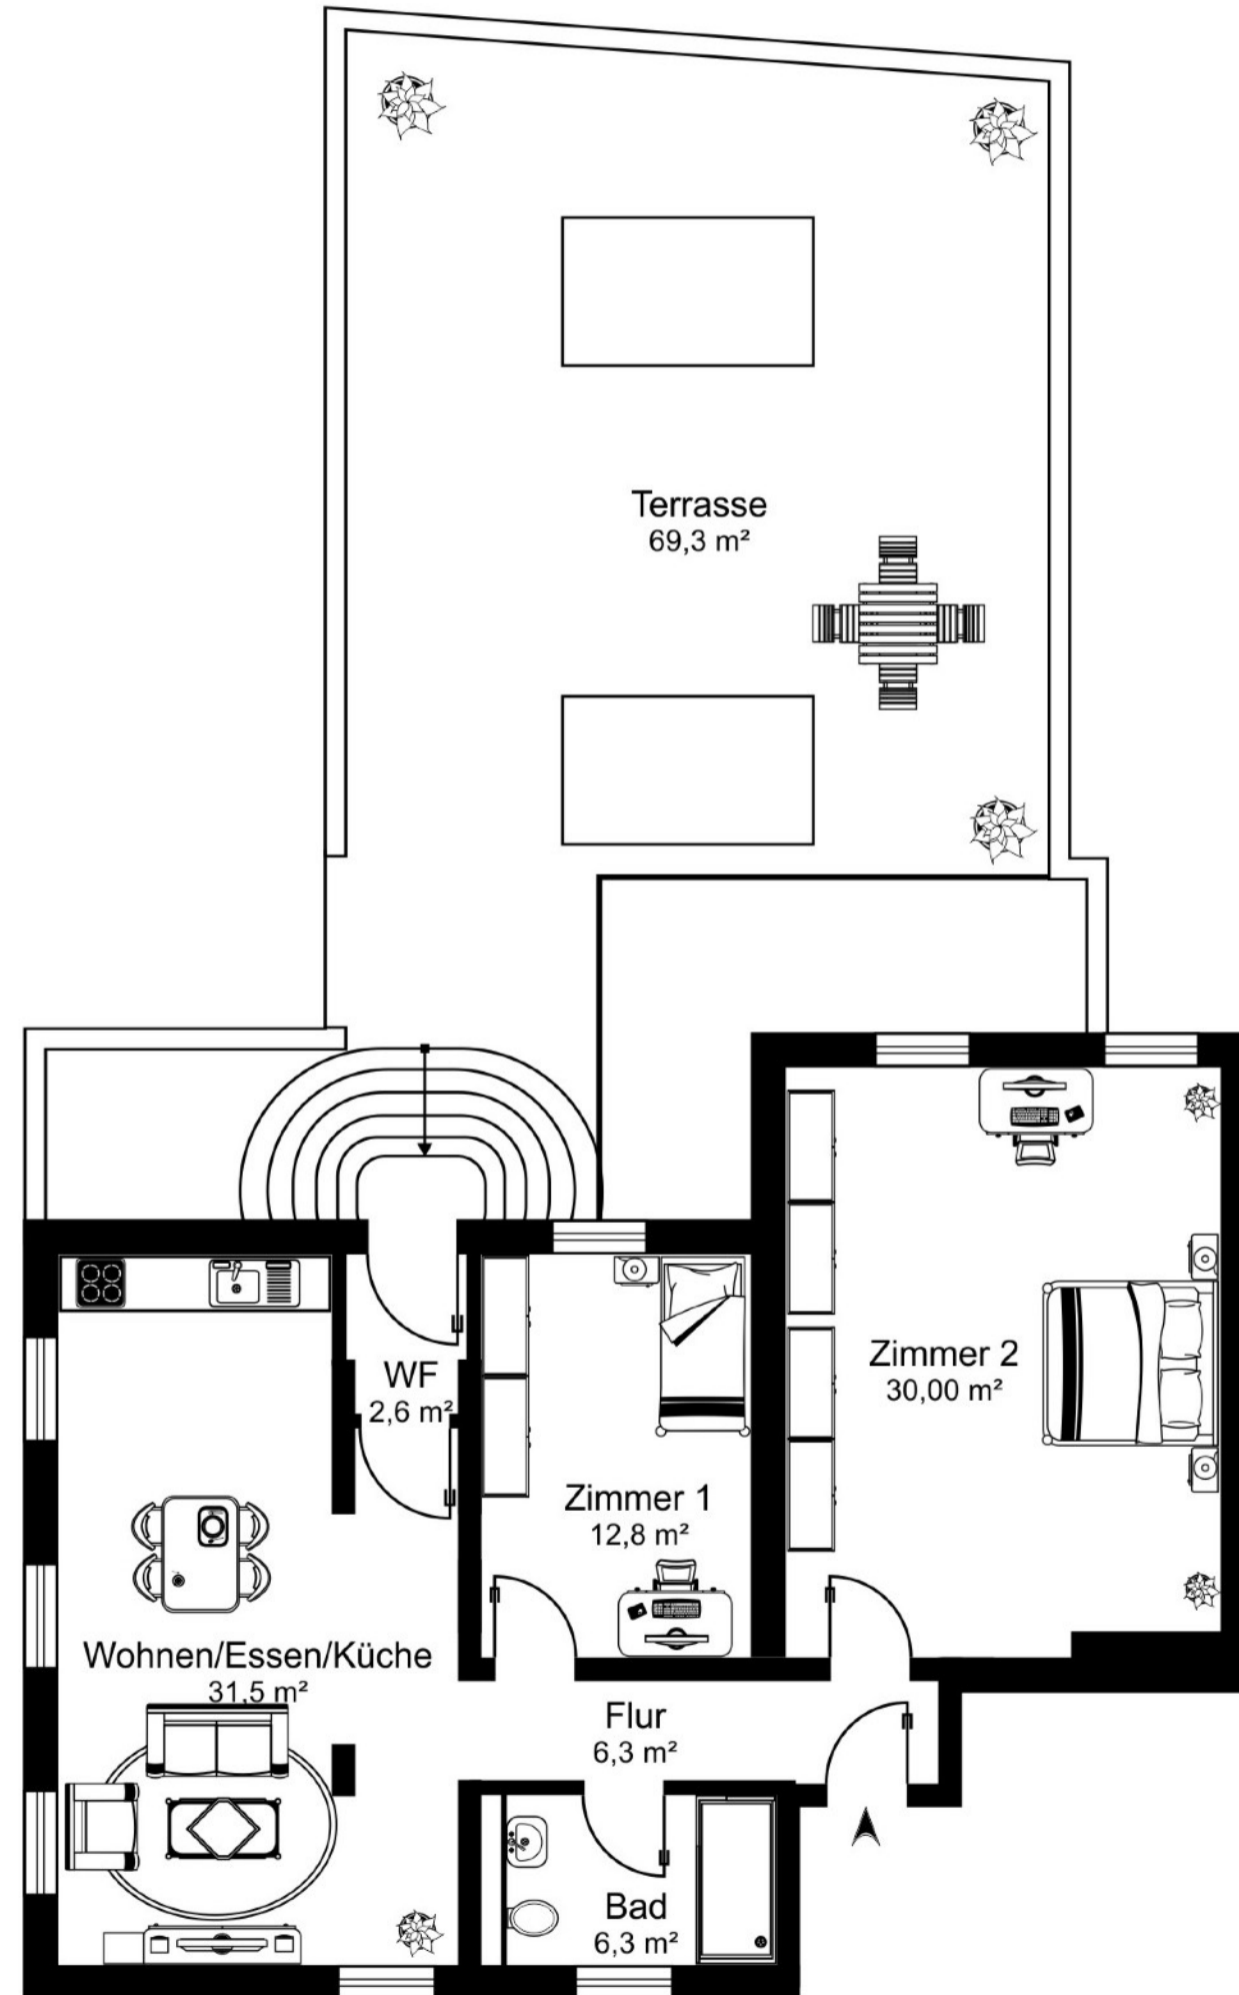 Terrasse
69,3 m²
WF
2,6 m²
Zimmer 2
30,00 m²
Zimmer 1
12,8 m²
Wohnen/Essen/Küche
31,5 m²
Flur
6,3 m²
Bad
6,3 m²